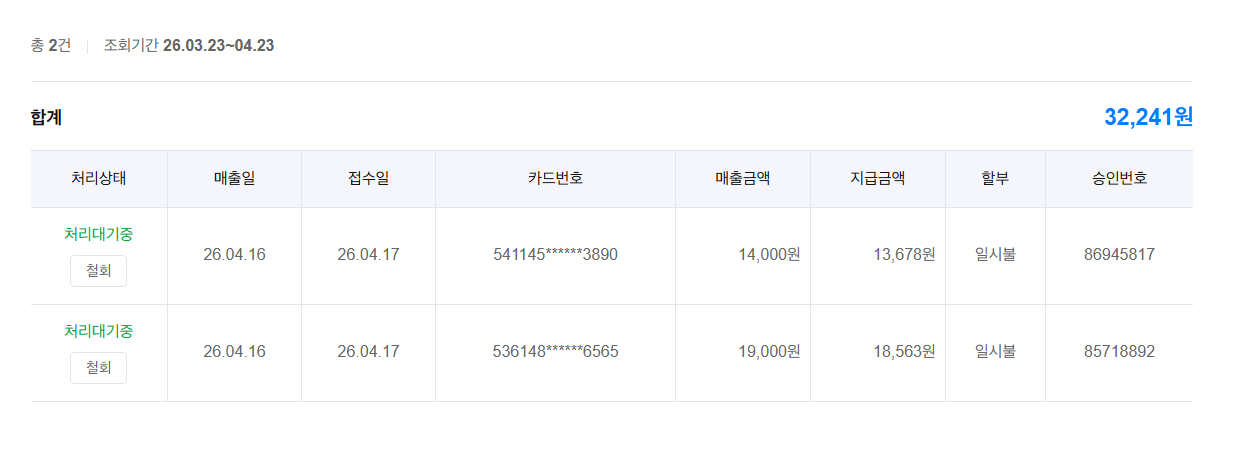 총 2건 조회기간 26.03.23~04.23
합계 32,241원
처리상태 매출일 접수일 카드번호 매출금액 지급금액 할부 승인번호
처리대기중
철회 26.04.16 26.04.17 541145******3890 14,000원 13,678원 일시불 86945817
처리대기중
철회 26.04.16 26.04.17 536148******6565 19,000원 18,563원 일시불 85718892